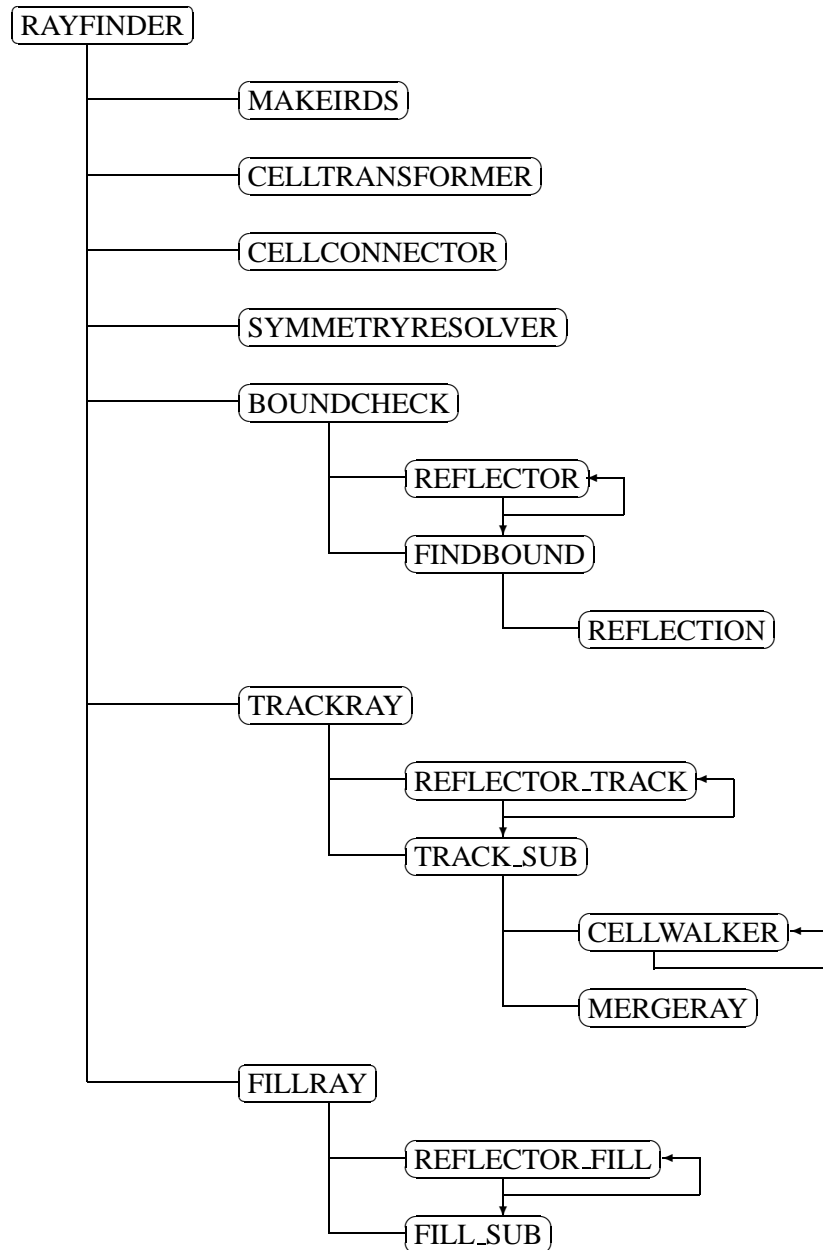 RAYFINDER
MAKEIRDS
CELLTRANSFORMER
CELLCONNECTOR
SYMMETRYRESOLVER
BOUNDCHECK
REFLECTOR
FINDBOUND
REFLECTION
TRACKRAY
REFLECTOR_TRACK
TRACK_SUB
CELLWALKER
MERGERAY
FILLRAY
REFLECTOR_FILL
FILL_SUB